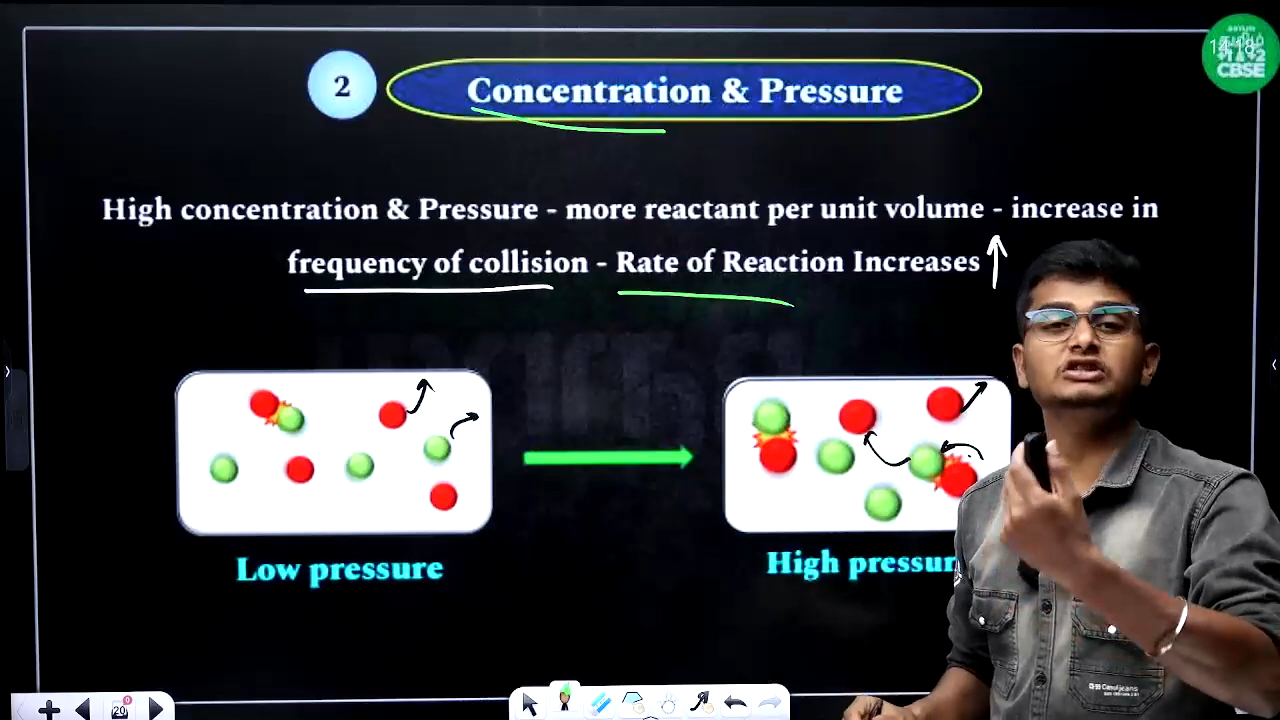 2
Concentration & Pressure
High concentration & Pressure - more reactant per unit volume - increase in
frequency of collision - Rate of Reaction Increases
Low pressure
High pressur
CBSE
20